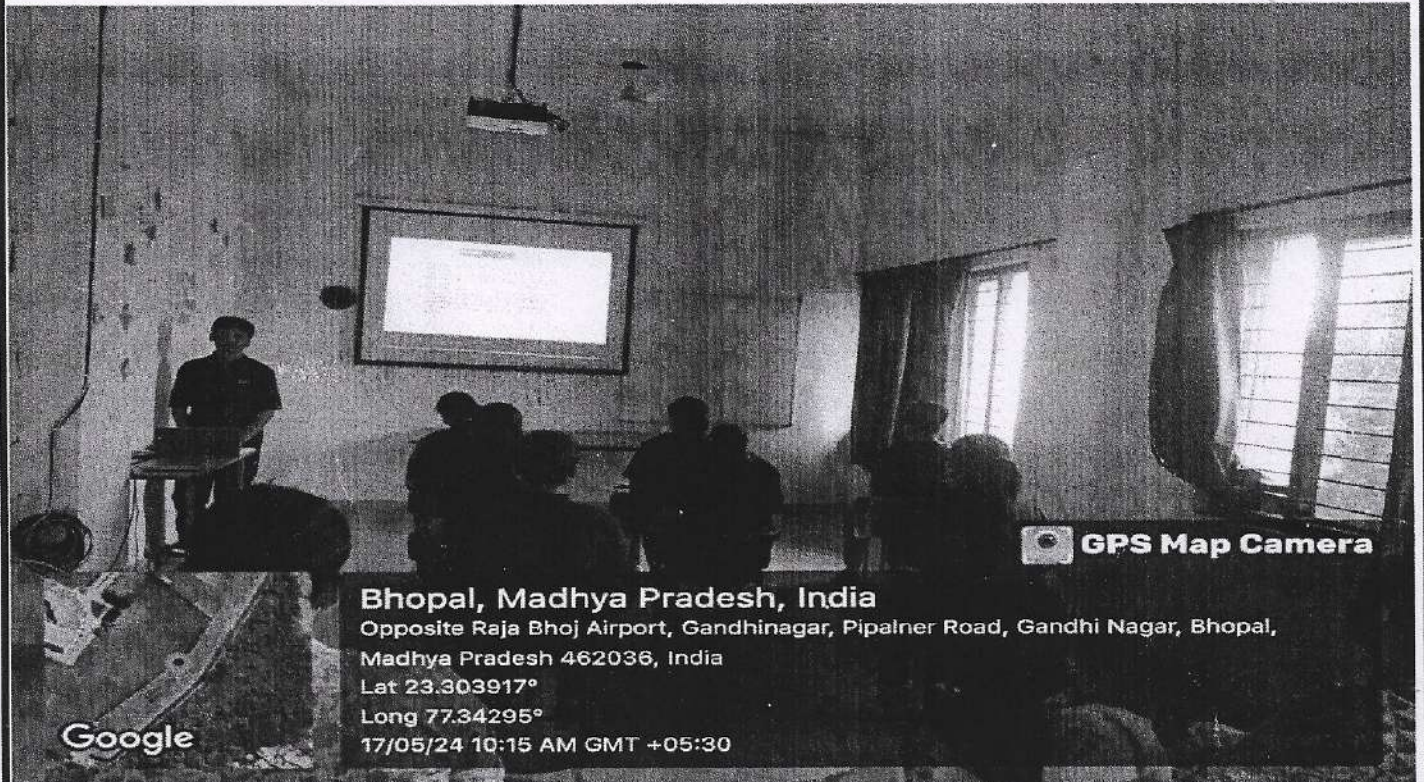 GPS Map Camera
Bhopal, Madhya Pradesh, India
Opposite Raja Bhoj Airport, Gandhinagar, Pipalner Road, Gandhi Nagar, Bhopal,
Madhya Pradesh 462036, India
Lat 23.303917°
Long 77.34295°
17/05/24 10:15 AM GMT +05:30
Google